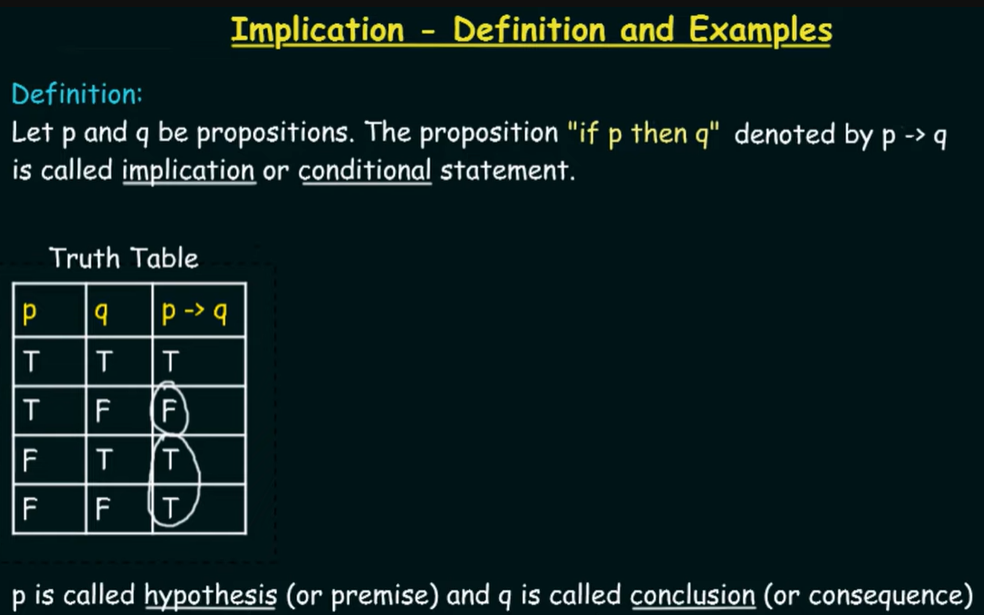 Implication - Definition and Examples
Definition:
Let p and q be propositions. The proposition "if p then q" denoted by p -> q
is called implication or conditional statement.
Truth Table
p q p -> q
T T T
T F F
F T T
F F T
p is called hypothesis (or premise) and q is called conclusion (or consequence)